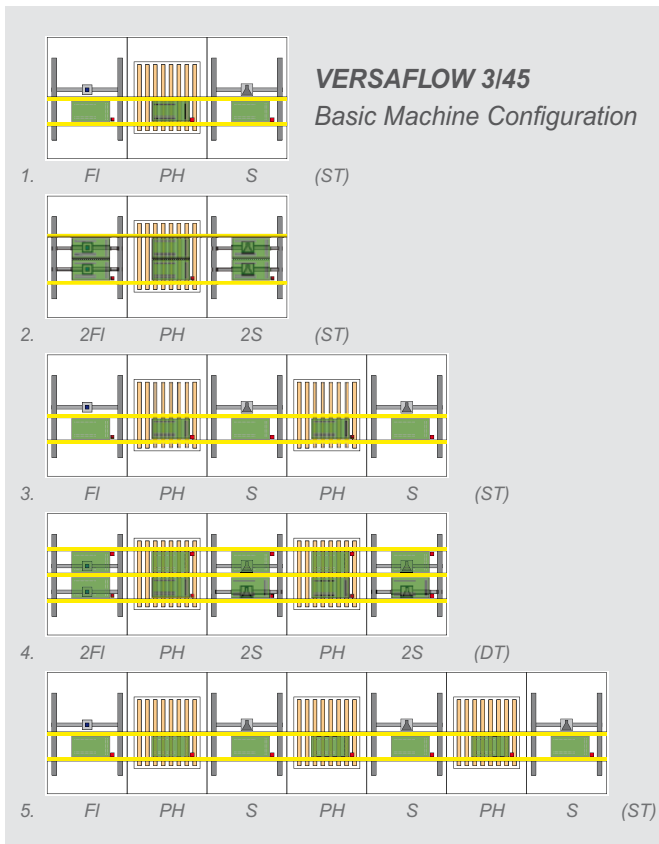 VERSAFLOW 3/45
Basic Machine Configuration
1. FI PH S (ST)
2. 2FI PH 2S (ST)
3. FI PH S PH S (ST)
4. 2FI PH 2S PH 2S (DT)
5. FI PH S PH S PH S (ST)